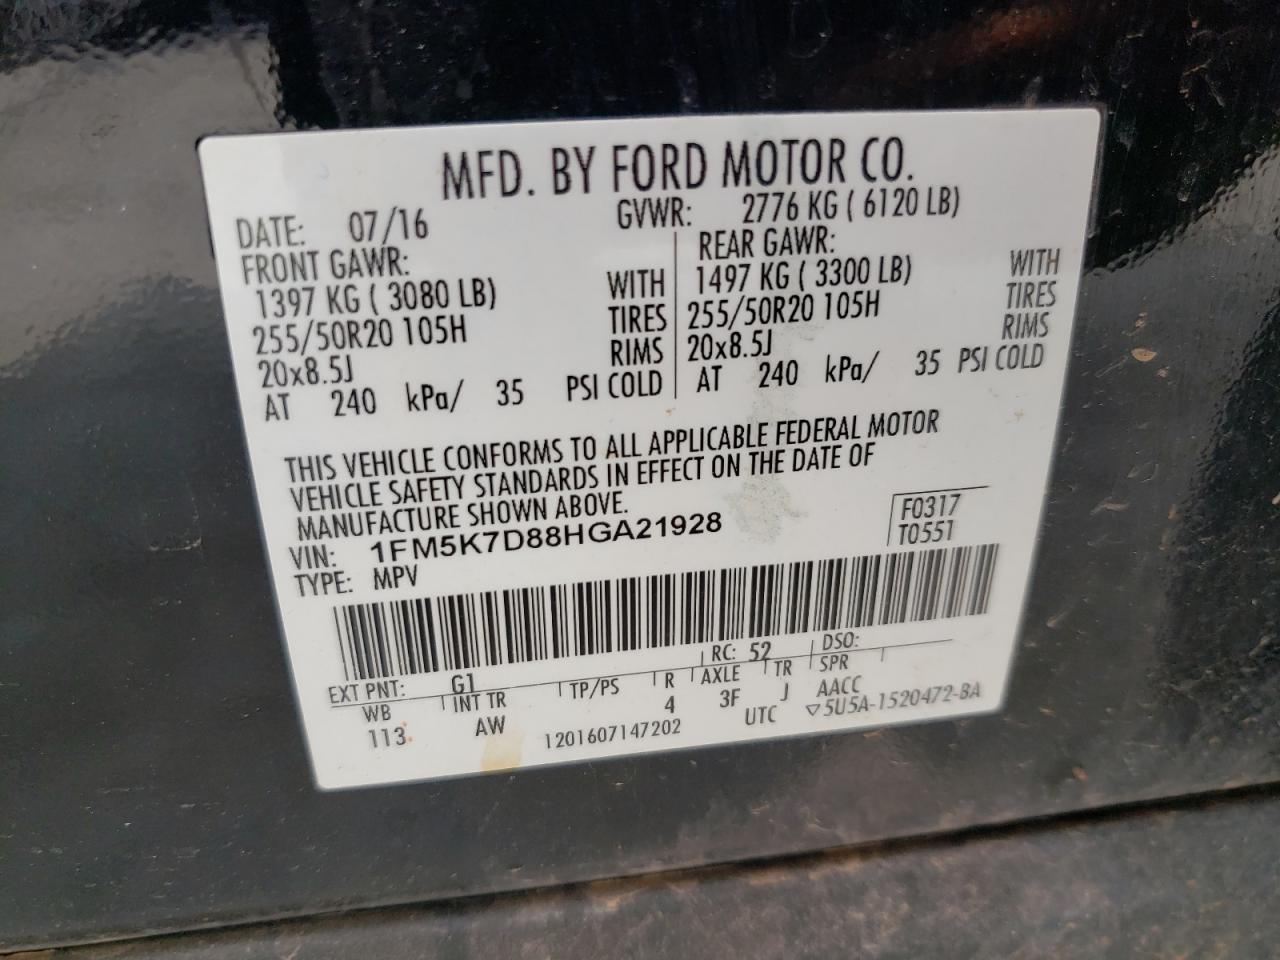 MFD. BY FORD MOTOR CO.
DATE: 07/16 GVWR: 2776 KG ( 6120 LB)
FRONT GAWR: REAR GAWR:
1397 KG ( 3080 LB) WITH 1497 KG ( 3300 LB) WITH
255/50R20 105H TIRES 255/50R20 105H TIRES
20x8.5J RIMS 20x8.5J RIMS
AT 240 kPa/ 35 PSI COLD AT 240 kPa/ 35 PSI COLD
THIS VEHICLE CONFORMS TO ALL APPLICABLE FEDERAL MOTOR
VEHICLE SAFETY STANDARDS IN EFFECT ON THE DATE OF
MANUFACTURE SHOWN ABOVE.
VIN: 1FM5K7D88HGA21928 F0317
TYPE: MPV T0551
EXT PNT: G1 RC: 52 DSO:
WB INT TR TP/PS R AXLE TR SPR
113 AW 4 3F J AACC
1201607147202 UTC ▽5U5A-1520472-BA